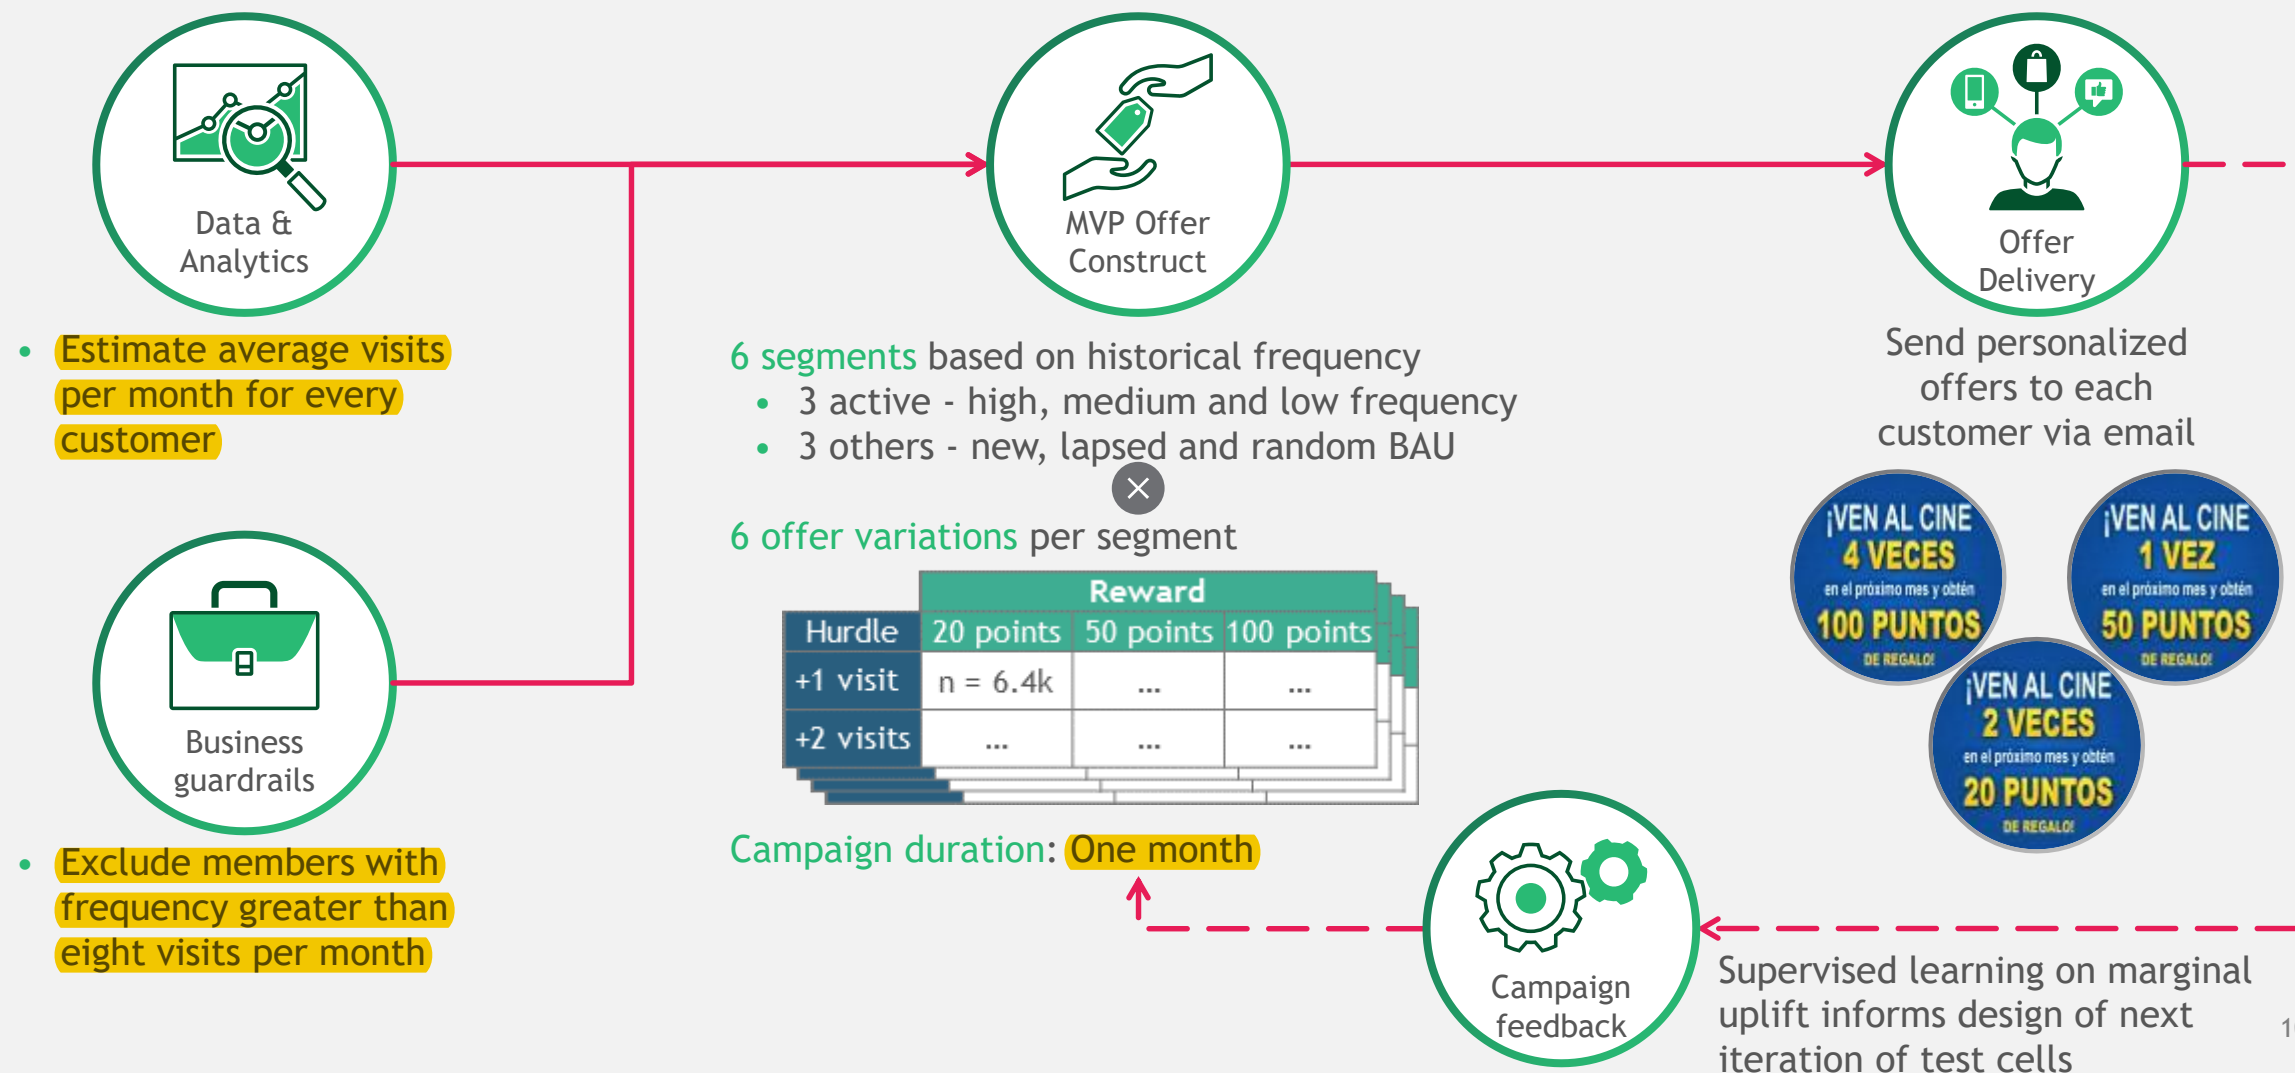 Data &
Analytics
• Estimate average visits
per month for every
customer
Business
guardrails
• Exclude members with
frequency greater than
eight visits per month
MVP Offer
Construct
6 segments based on historical frequency
• 3 active - high, medium and low frequency
• 3 others - new, lapsed and random BAU
6 offer variations per segment
Reward
Hurdle 20 points 50 points 100 points
+1 visit n = 6.4k ... ...
+2 visits ... ... ...
Campaign duration: One month
Offer
Delivery
Send personalized
offers to each
customer via email
¡VEN AL CINE
4 VECES
en el próximo mes y obtén
100 PUNTOS
DE REGALO!
¡VEN AL CINE
1 VEZ
en el próximo mes y obtén
50 PUNTOS
DE REGALO!
¡VEN AL CINE
2 VECES
en el próximo mes y obtén
20 PUNTOS
DE REGALO!
Campaign
feedback
Supervised learning on marginal
uplift informs design of next
iteration of test cells